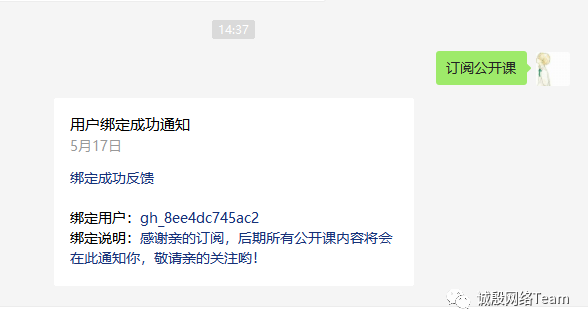 14:37
订阅公开课
用户绑定成功通知
5月17日
绑定成功反馈
绑定用户：gh_8ee4dc745ac2
绑定说明：感谢亲的订阅，后期所有公开课内容将会
在此通知你，敬请亲的关注哟！
诚殷网络Team